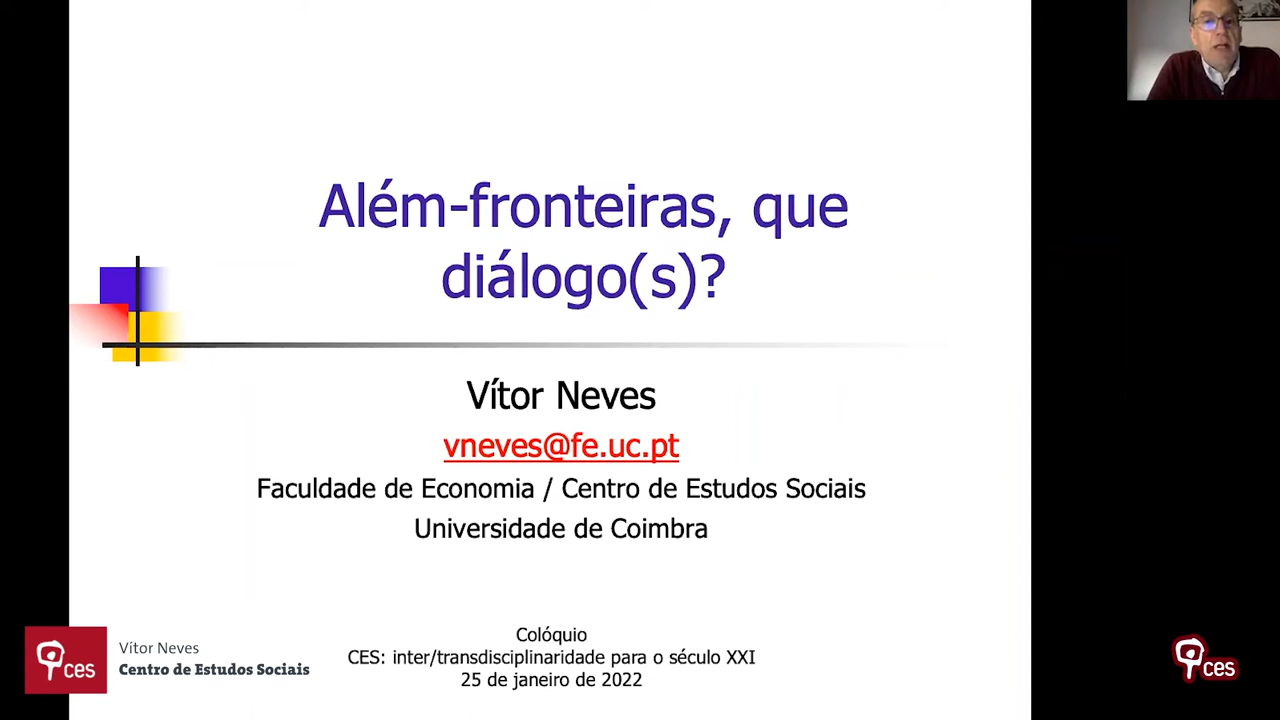 Além-fronteiras, que
diálogo(s)?
Vítor Neves
vneves@fe.uc.pt
Faculdade de Economia / Centro de Estudos Sociais
Universidade de Coimbra
Colóquio
CES: inter/transdisciplinaridade para o século XXI
25 de janeiro de 2022
ces
Vítor Neves
Centro de Estudos Sociais
ces